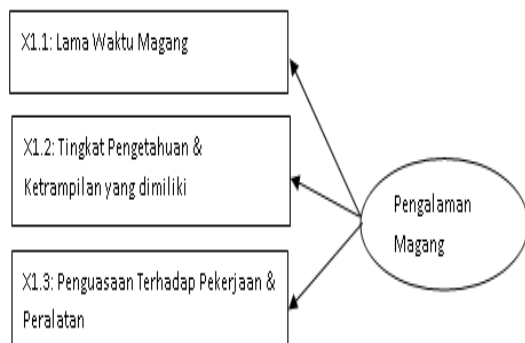 X1.1: Lama Waktu Magang
X1.2: Tingkat Pengetahuan &
Ketrampilan yang dimiliki
Pengalaman
Magang
X1.3: Penguasaan Terhadap Pekerjaan &
Peralatan